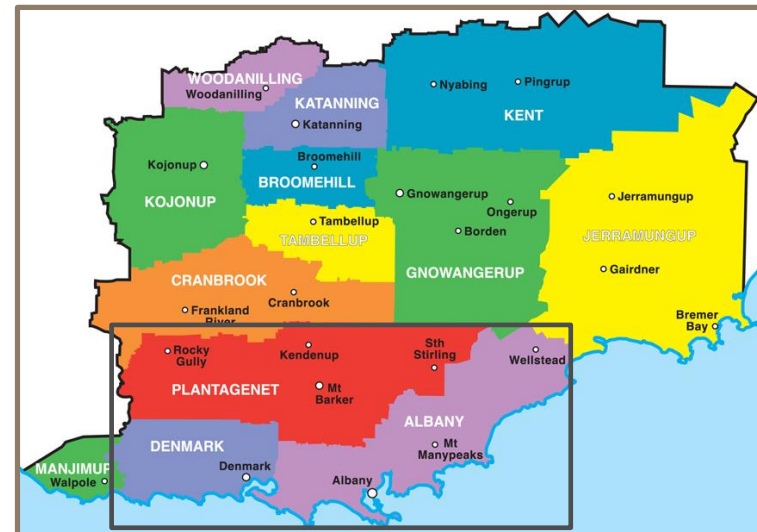 WOODANILLING
Woodanilling
KATANNING
Katanning
Nyabing
Pingrup
KENT
Kojonup
KOJONUP
Broomehill
BROOMEHILL
Gnowangerup
Ongerup
Borden
GNOWANGERUP
Jerramungup
JERRAMUNGUP
Gairdner
Tambellup
TAMBELLUP
CRANBROOK
Cranbrook
Frankland
River
Bremer
Bay
Rocky
Gully
Kendenup
Sth
Stirling
Wellstead
PLANTAGENET
Mt
Barker
ALBANY
Mt
Manypeaks
DENMARK
Denmark
Albany
MANJIMUP
Walpole